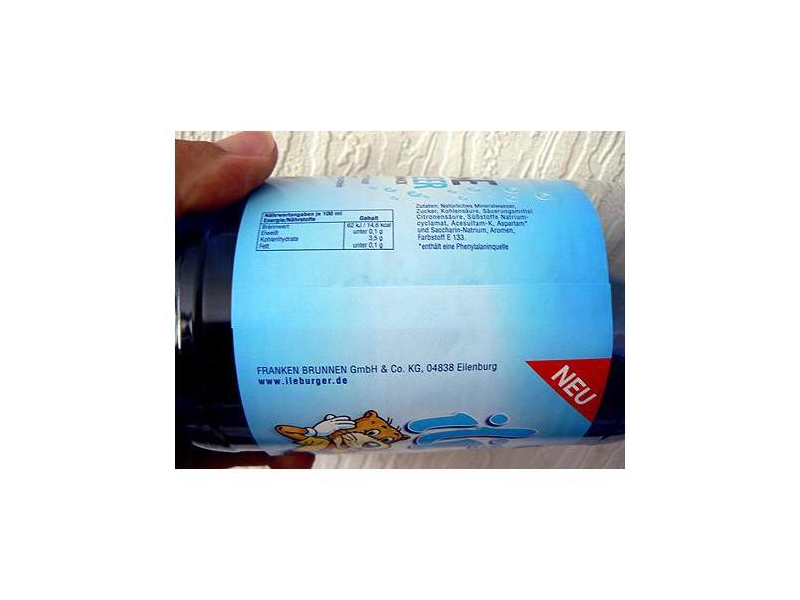 Nährwertangaben je 100 ml
Energie/Nährstoffe Gehalt
Brennwert 62 kJ / 14,6 kcal
Eiweiß unter 0,1 g
Kohlenhydrate 3,5 g
Fett unter 0,1 g
Zutaten: Natürliches Mineralwasser,
Zucker, Kohlensäure, Säuerungsmittel
Citronensäure, Süßstoffe Natrium-
cyclamat, Acesulfam-K, Aspartam*
und Saccharin-Natrium, Aromen,
Farbstoff E 133.
*enthält eine Phenylalaninquelle
FRANKEN BRUNNEN GmbH & Co. KG, 04838 Eilenburg
www.ileburger.de
NEU